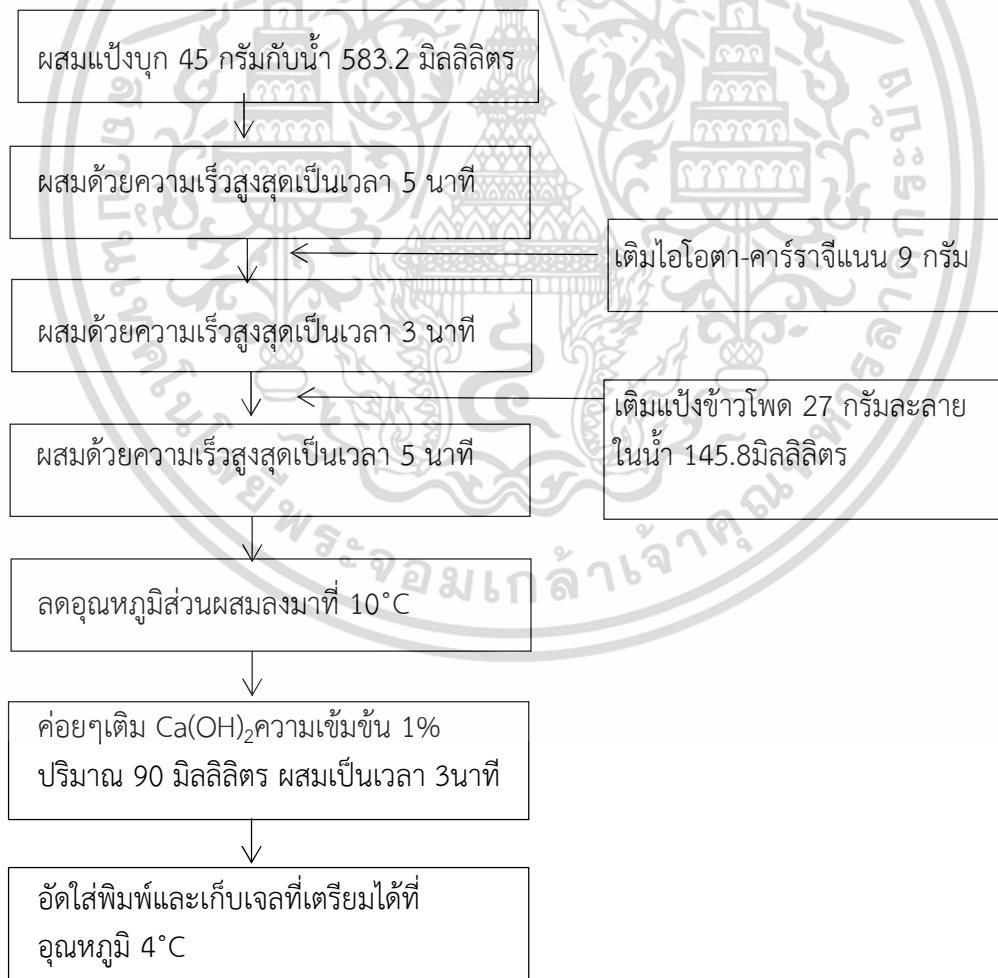 ผสมแป้งบุก 45 กรัมกับน้ำ 583.2 มิลลิลิตร
ผสมด้วยความเร็วสูงสุดเป็นเวลา 5 นาที
เติมไอโอตา-คาร์ราจีแนน 9 กรัม
ผสมด้วยความเร็วสูงสุดเป็นเวลา 3 นาที
เติมแป้งข้าวโพด 27 กรัมละลาย
ในน้ำ 145.8มิลลิลิตร
ผสมด้วยความเร็วสูงสุดเป็นเวลา 5 นาที
ลดอุณหภูมิส่วนผสมลงมาที่ 10°C
ค่อยๆเติม Ca(OH)₂ความเข้มข้น 1%
ปริมาณ 90 มิลลิลิตร ผสมเป็นเวลา 3นาที
อัดใส่พิมพ์และเก็บเจลที่เตรียมได้ที่
อุณหภูมิ 4°C